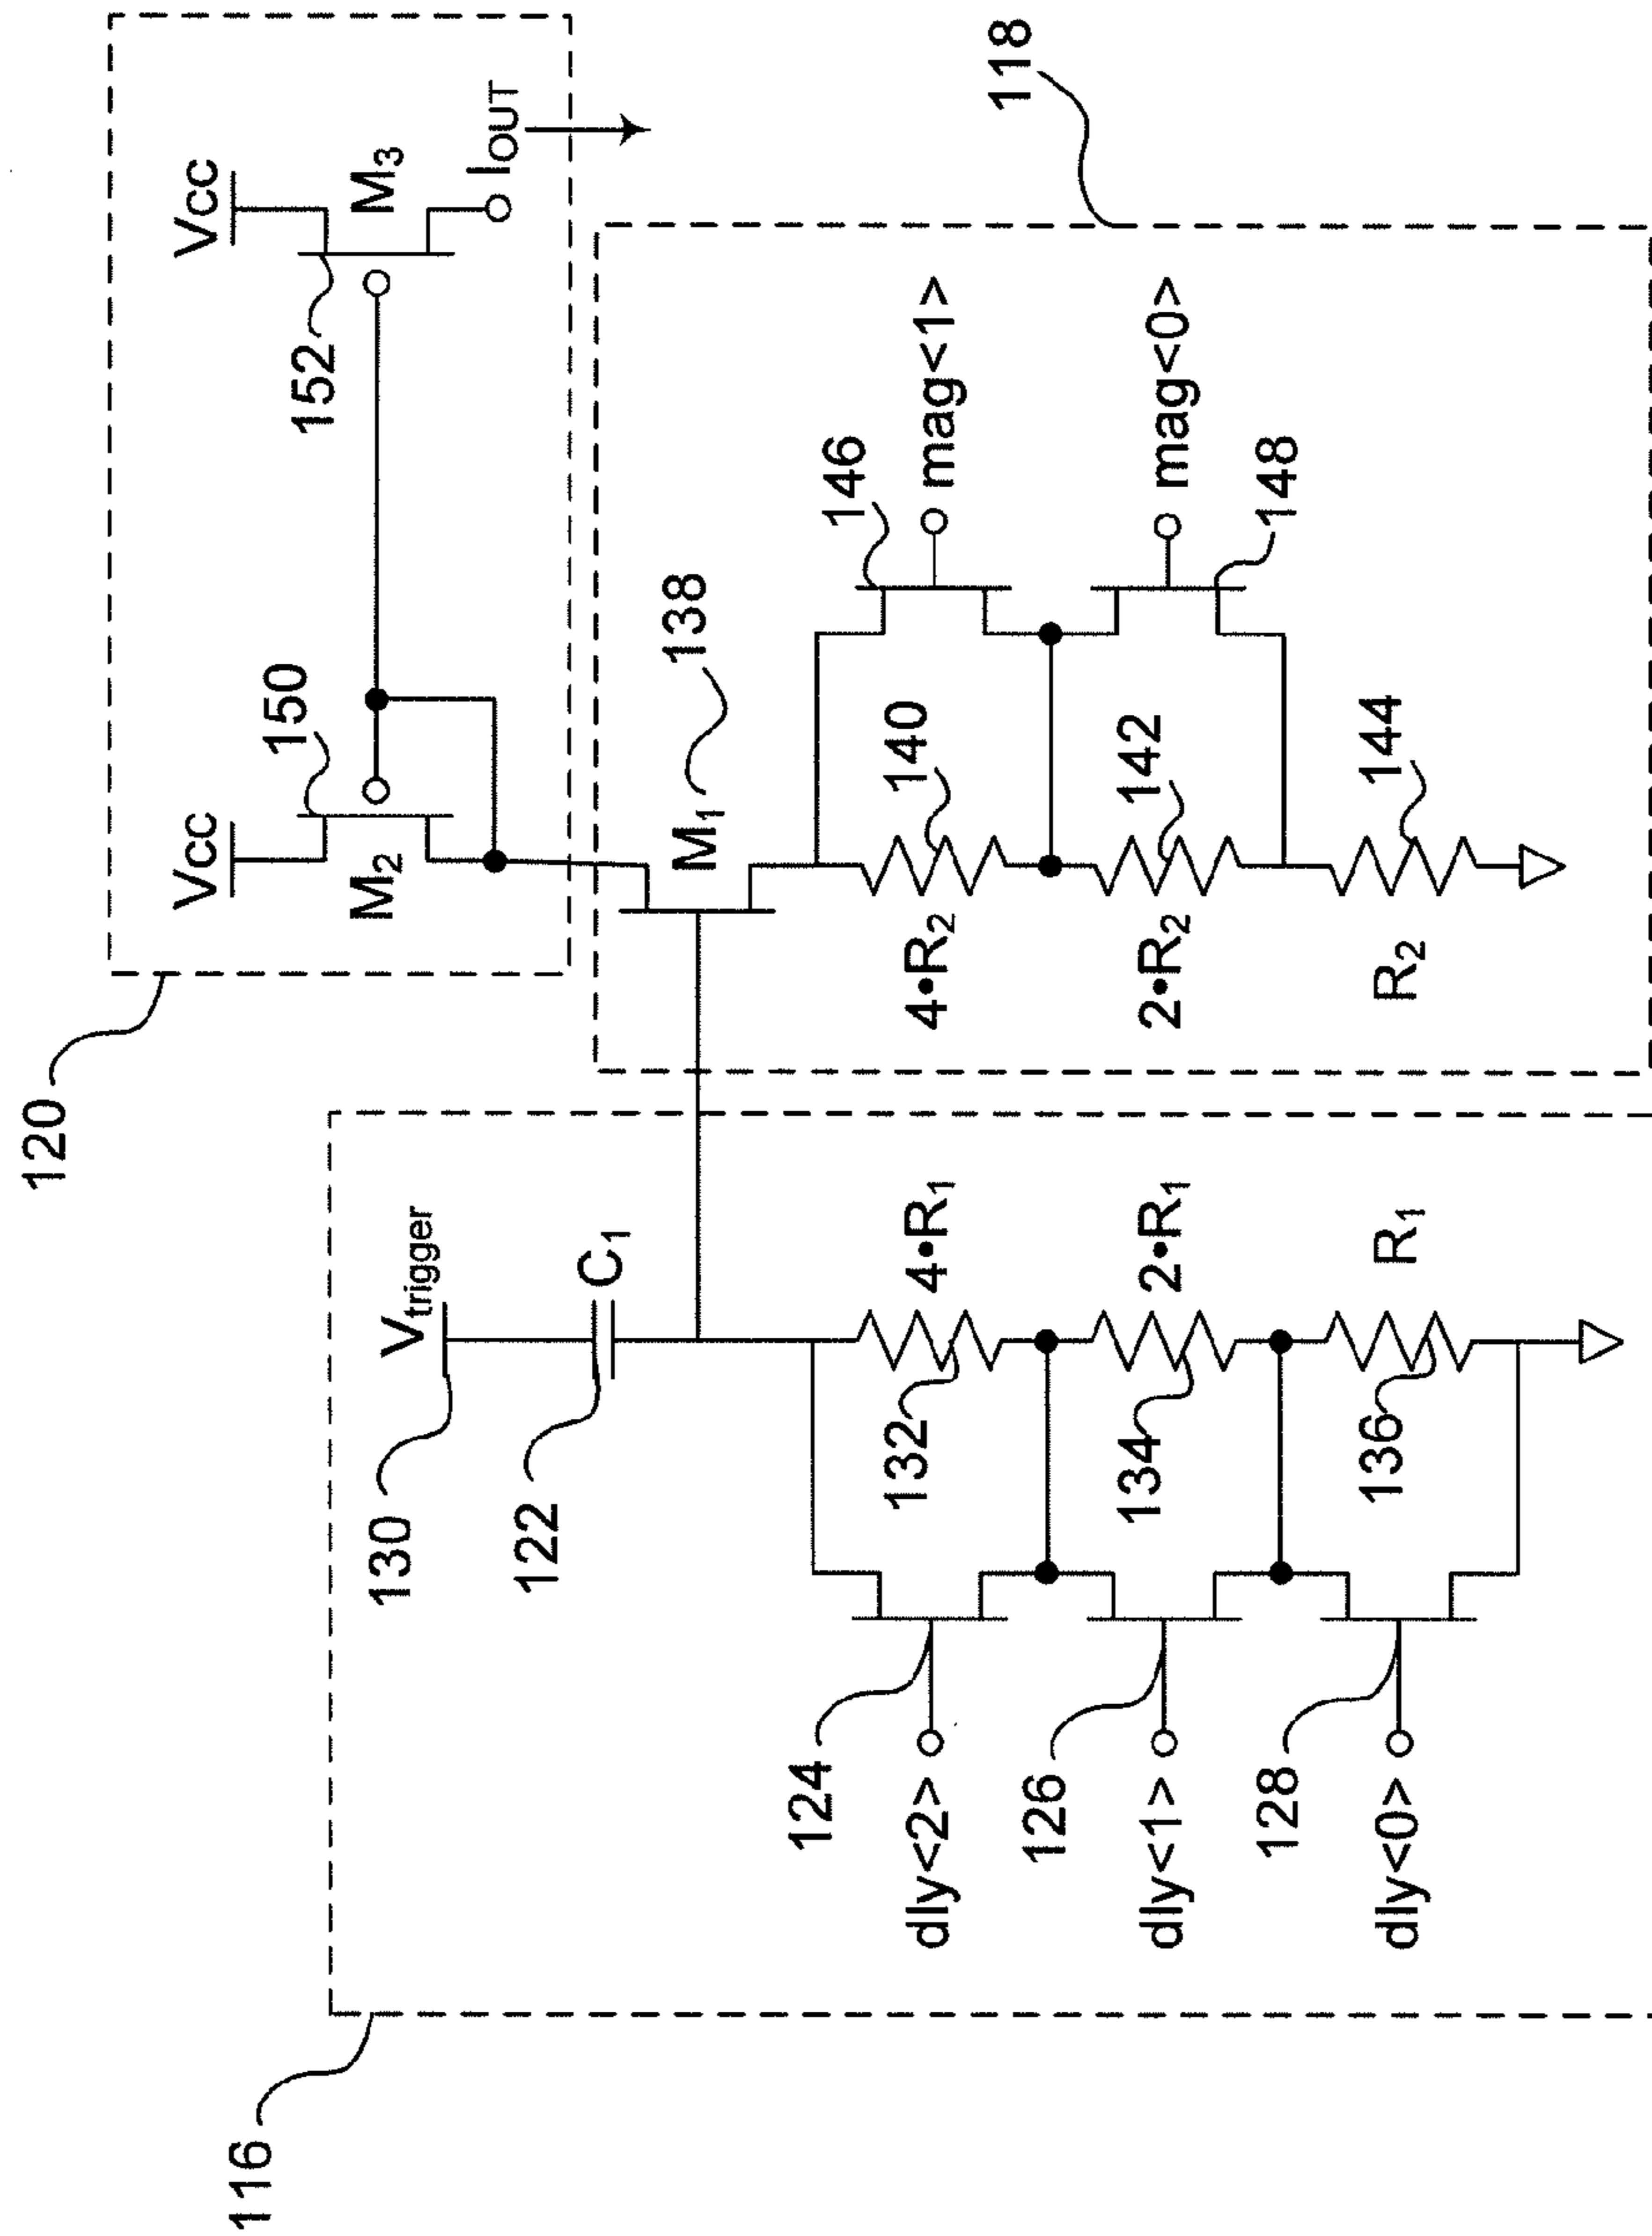 120
VCC
150
M2
VCC
152
M3
IOUT
116
130
Vtrigger
122
C1
M1
138
118
124
dly<2>
132
4•R1
4•R2
140
146
mag<1>
126
dly<1>
134
2•R1
2•R2
142
mag<0>
148
128
dly<0>
136
R1
R2
144